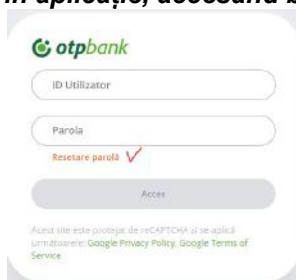 în aplicație, accesând b
otpbank
ID Utilizator
Parola
Resetare parolă
Acces
Acest site este protejat de reCAPTCHA și se aplică
următoarele: Google Privacy Policy, Google Terms of
Service